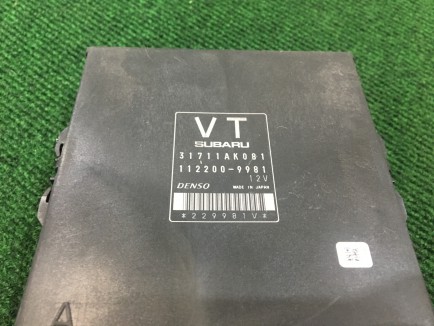 VT
SUBARU
31711AK081
112200-9981
12V
DENSO MADE IN JAPAN
*229981V*
A